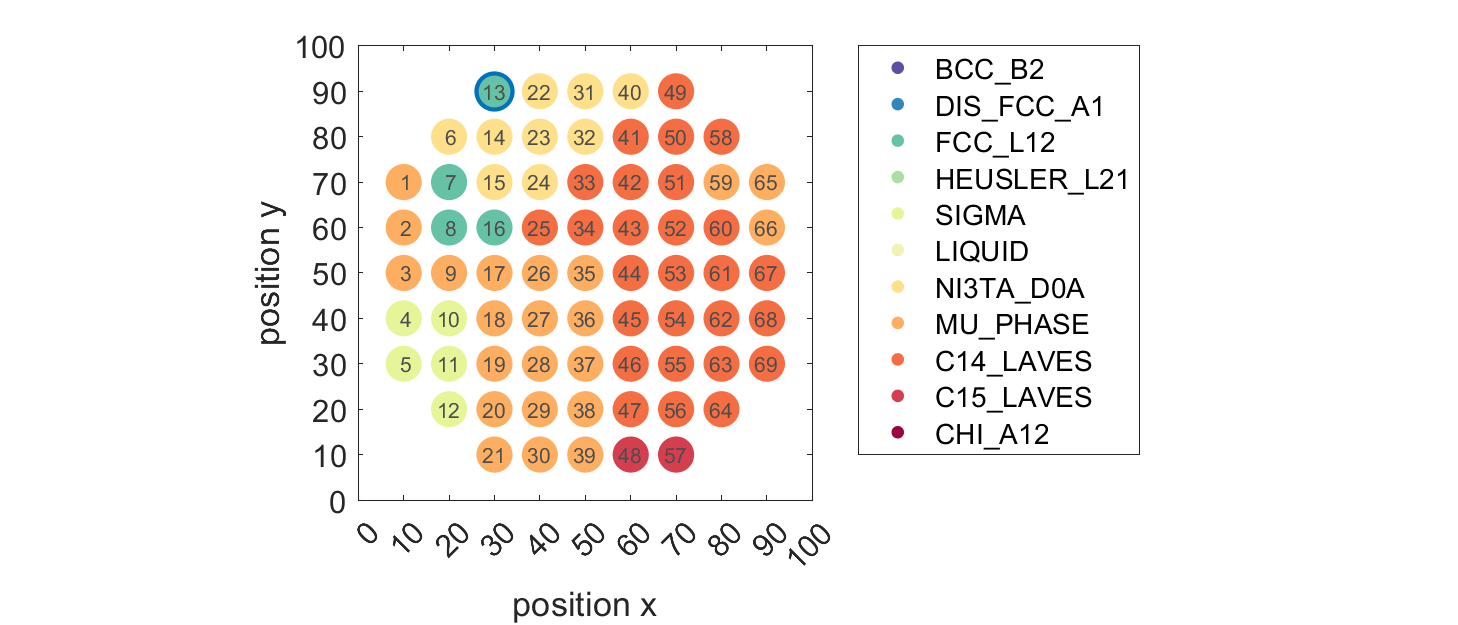 100
90
80
70
60
50
40
30
20
10
0
position y
13 22 31 40 49
6 14 23 32 41 50 58
1 7 15 24 33 42 51 59 65
2 8 16 25 34 43 52 60 66
3 9 17 26 35 44 53 61 67
4 10 18 27 36 45 54 62 68
5 11 19 28 37 46 55 63 69
12 20 29 38 47 56 64
21 30 39 48 57
0 10 20 30 40 50 60 70 80 90 100
position x
BCC_B2
DIS_FCC_A1
FCC_L12
HEUSLER_L21
SIGMA
LIQUID
NI3TA_D0A
MU_PHASE
C14_LAVES
C15_LAVES
CHI_A12